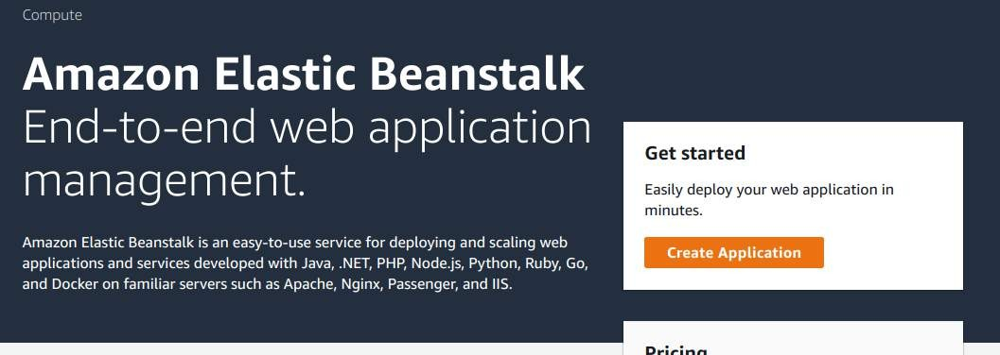 Compute
Amazon Elastic Beanstalk
End-to-end web application
management.
Amazon Elastic Beanstalk is an easy-to-use service for deploying and scaling web
applications and services developed with Java, .NET, PHP, Node.js, Python, Ruby, Go,
and Docker on familiar servers such as Apache, Nginx, Passenger, and IIS.
Get started
Easily deploy your web application in
minutes.
Create Application
Pricing